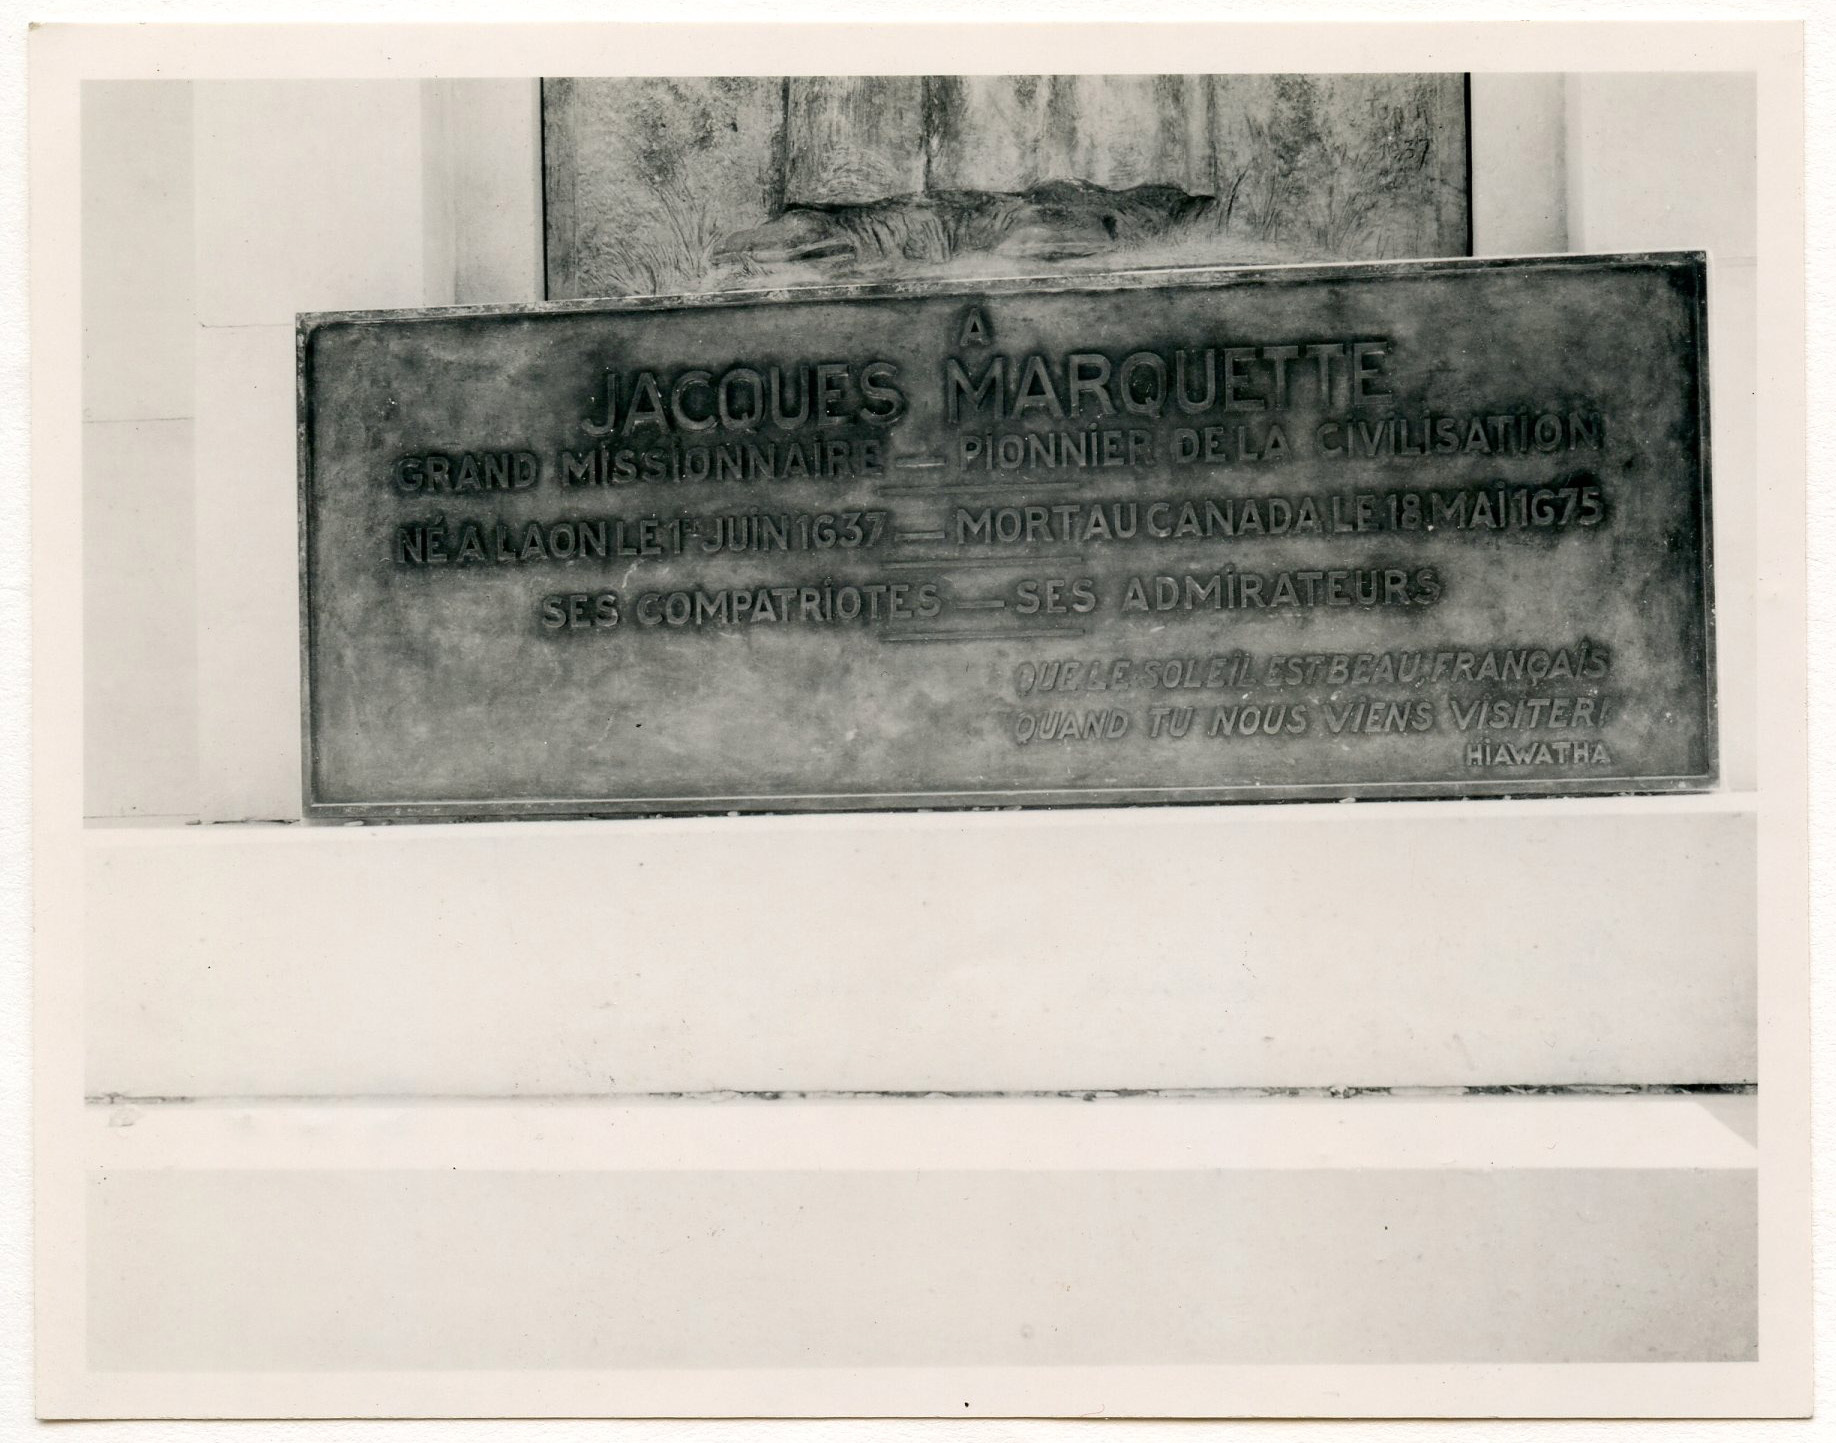 1937
A
JACQUES MARQUETTE
GRAND MISSIONNAIRE — PIONNIER DE LA CIVILISATION
NÉ A LAON LE 1ER JUIN 1637 — MORT AU CANADA LE 18 MAI 1675
SES COMPATRIOTES — SES ADMIRATEURS
QUE LE SOLEIL EST BEAU, FRANÇAIS
QUAND TU NOUS VIENS VISITER!
HIAWATHA